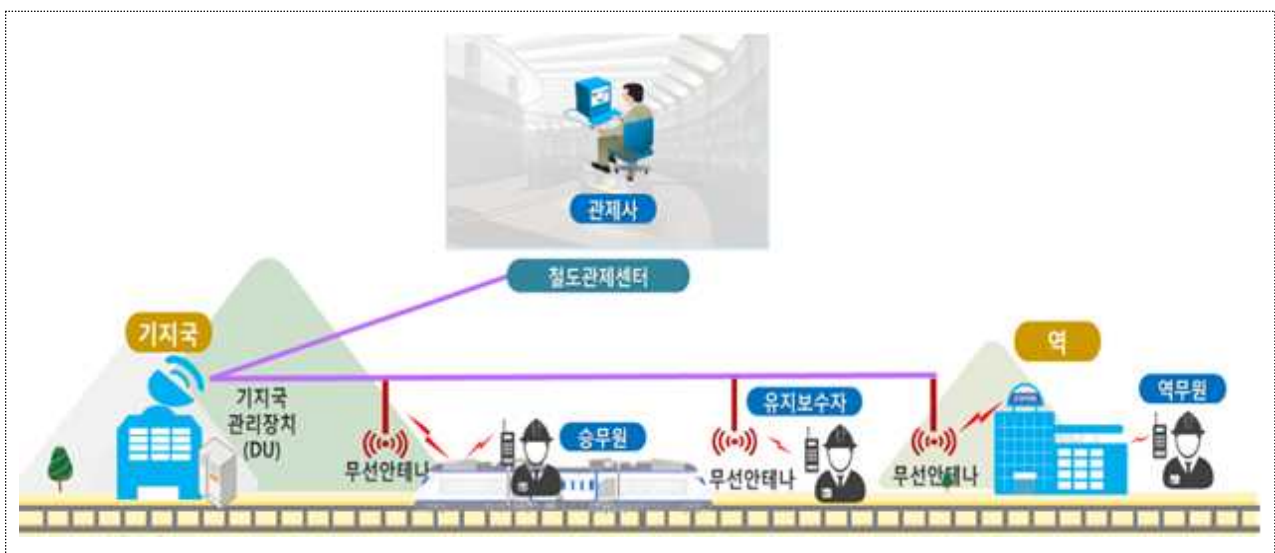 관제사
철도관제센터
기지국
역
기지국
관리장치
(DU)
유지보수자
역무원
승무원
무선안테나
무선안테나
무선안테나